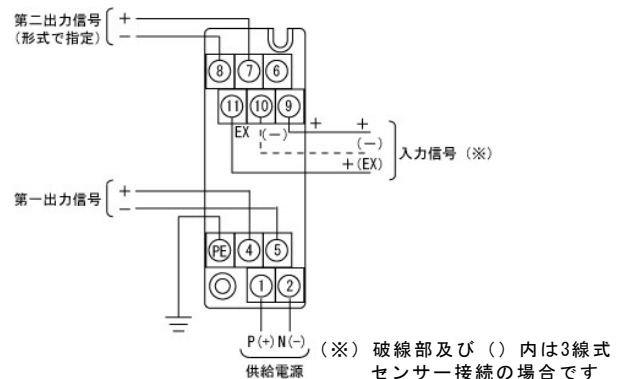 第二出力信号 +
(形式で指定) −
⑧ ⑦ ⑥
⑪ ⑩ ⑨
EX (−) + +
(−)
入力信号 (※)
+(EX)
第一出力信号 +
−
PE ④ ⑤
① ②
P(+) N(−)
供給電源
(※) 破線部及び () 内は3線式
センサー接続の場合です